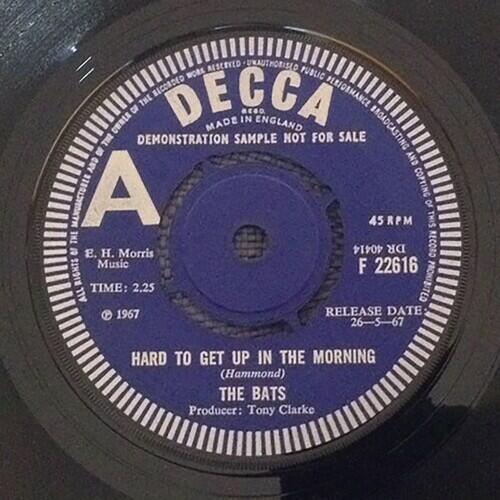 ALL RIGHTS OF THE MANUFACTURER AND OF THE OWNER OF THE RECORDED WORK RESERVED · UNAUTHORISED PUBLIC PERFORMANCE BROADCASTING AND COPYING OF THIS RECORD PROHIBITED
DECCA
REGD.
MADE IN ENGLAND
DEMONSTRATION SAMPLE NOT FOR SALE
A
45 RPM
E. H. Morris
Music
DR 40414
F 22616
TIME: 2.25
℗ 1967
RELEASE DATE:
26-5-67
HARD TO GET UP IN THE MORNING
(Hammond)
THE BATS
Producer: Tony Clarke